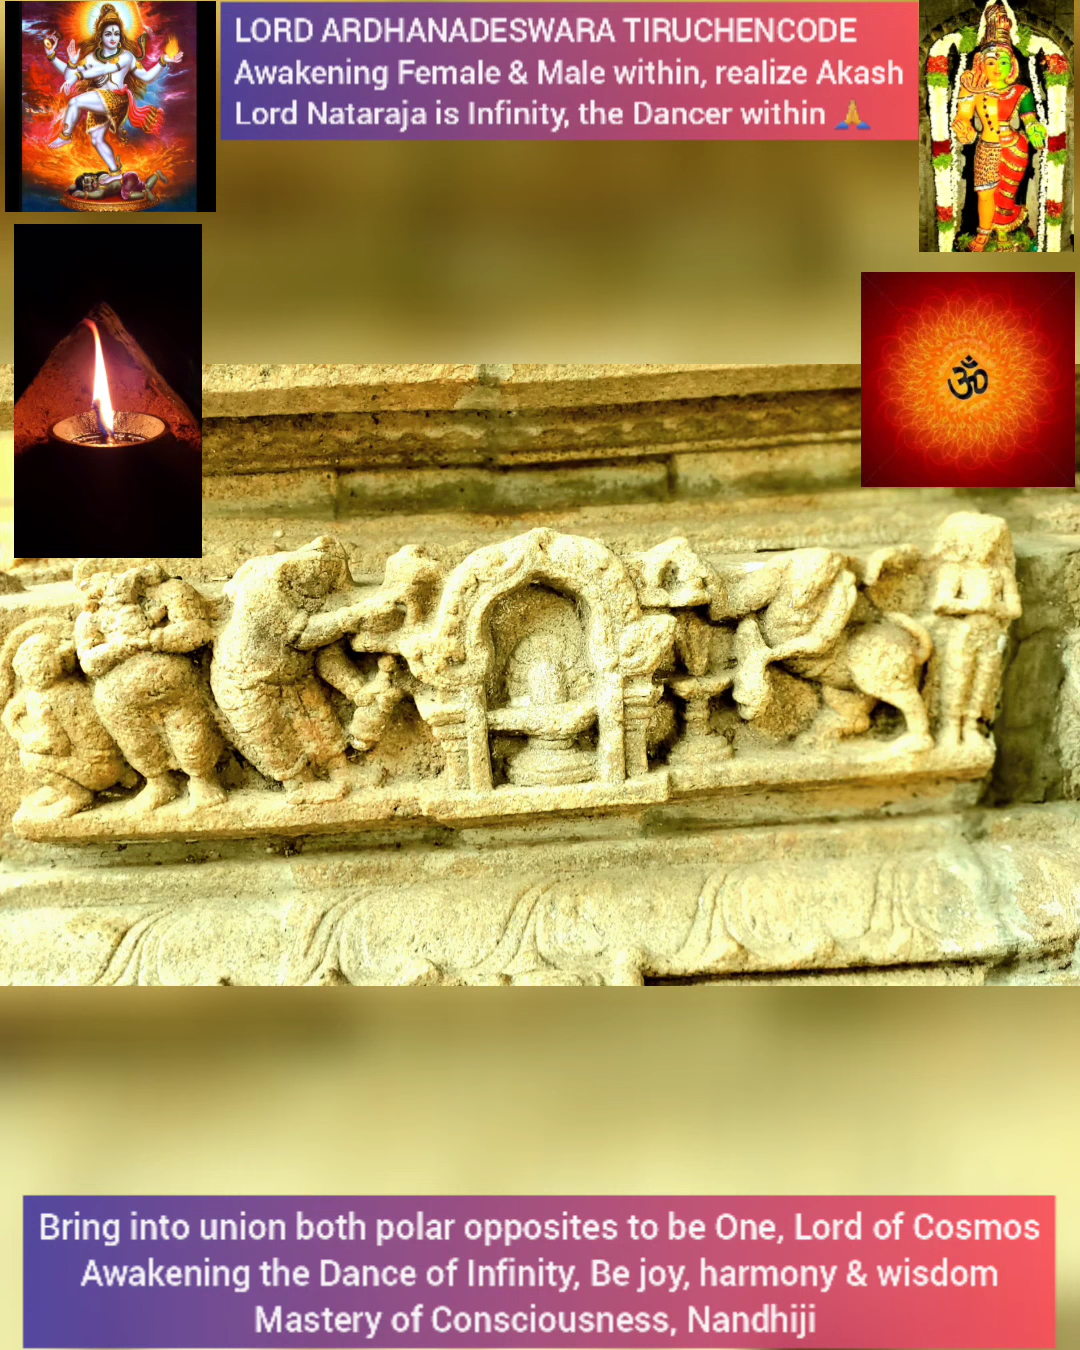 LORD ARDHANADESWARA TIRUCHENCODE
Awakening Female & Male within, realize Akash
Lord Nataraja is Infinity, the Dancer within 🙏
ॐ
Bring into union both polar opposites to be One, Lord of Cosmos
Awakening the Dance of Infinity, Be joy, harmony & wisdom
Mastery of Consciousness, Nandhiji